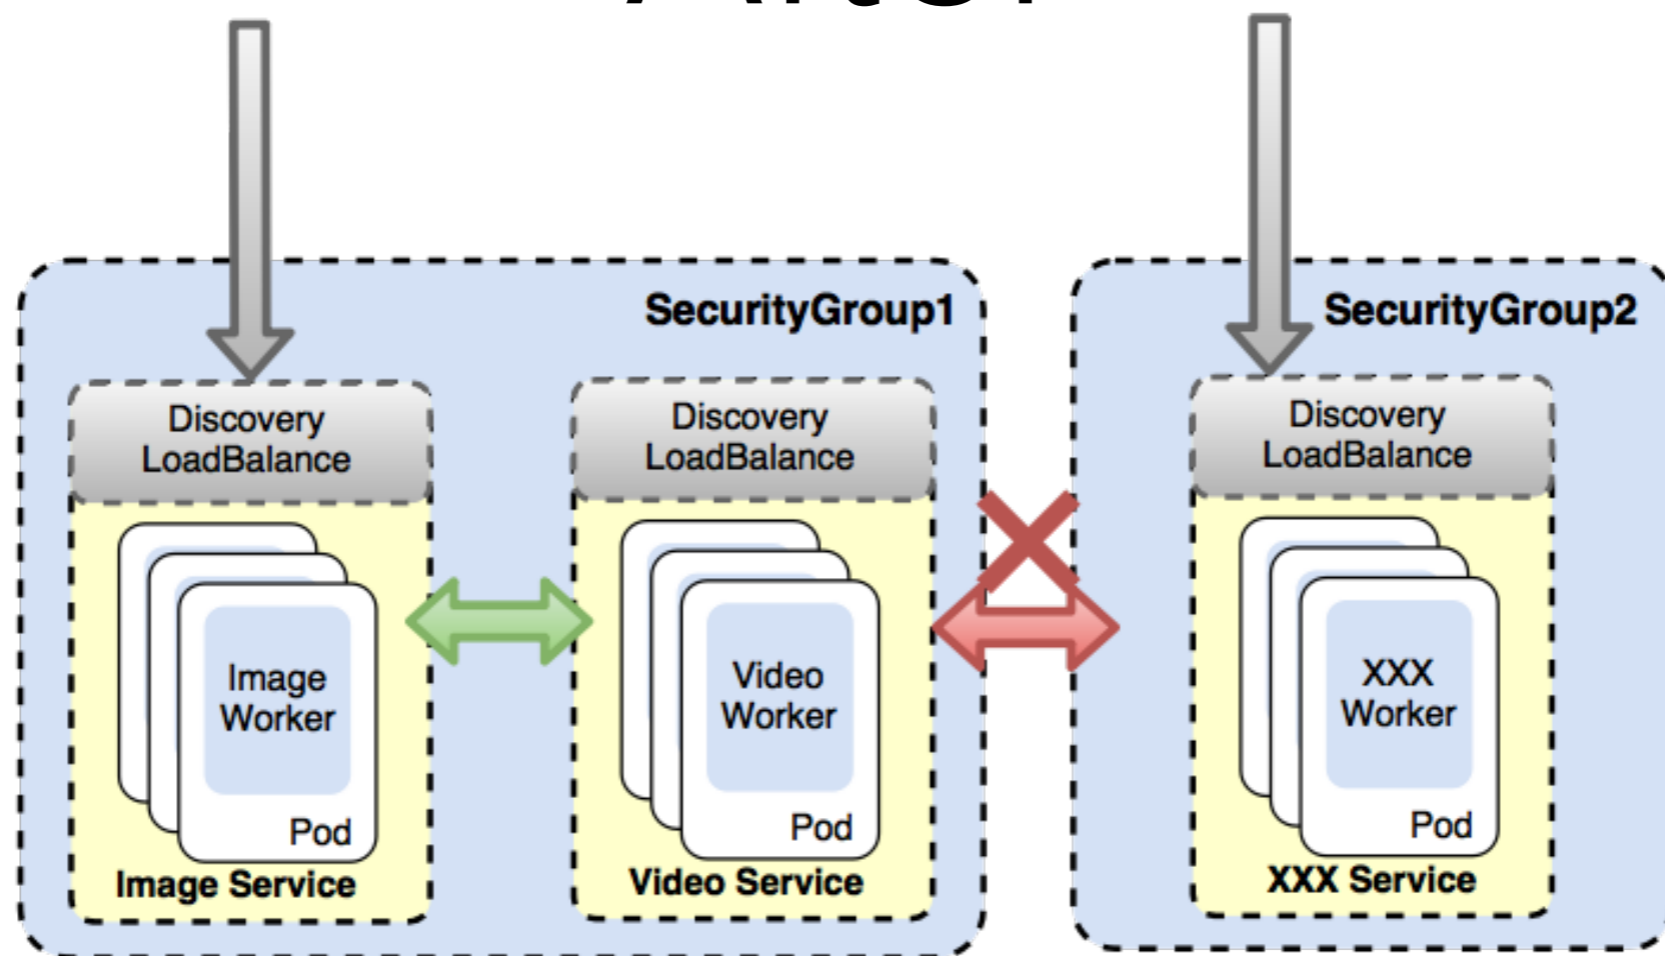 After
SecurityGroup1
SecurityGroup2
Discovery
LoadBalance
Discovery
LoadBalance
Discovery
LoadBalance
Image
Worker
Pod
Image Service
Video
Worker
Pod
Video Service
XXX
Worker
Pod
XXX Service